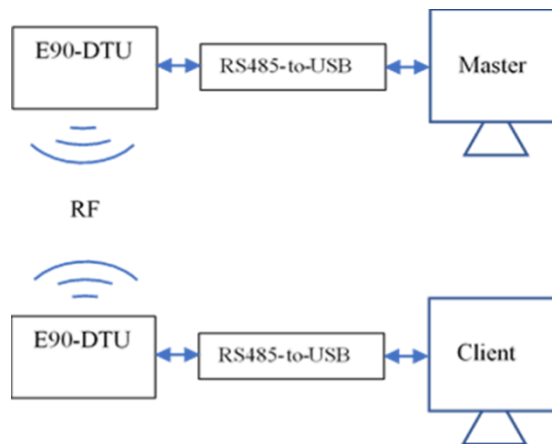 E90-DTU
RS485-to-USB
Master
RF
E90-DTU
RS485-to-USB
Client